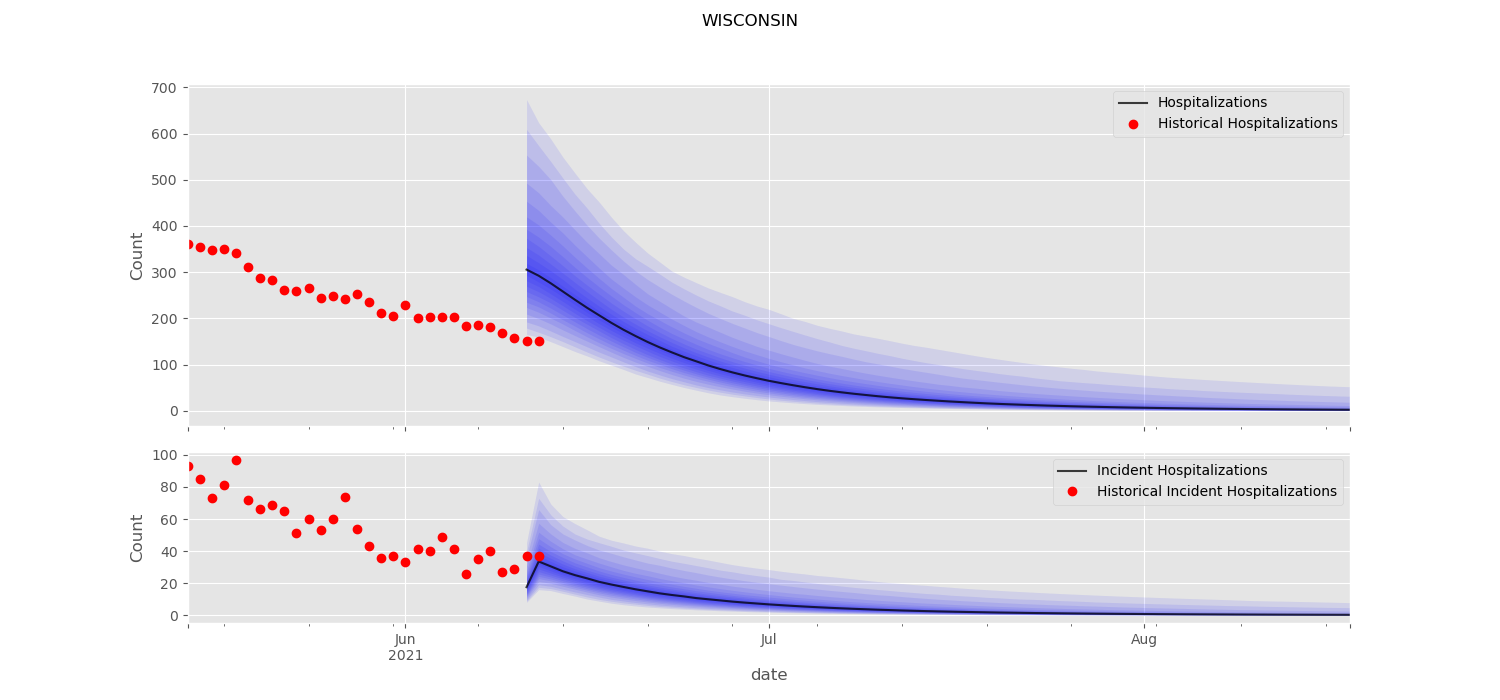 WISCONSIN
700
600
500
400
300
200
100
0
Count
Hospitalizations
Historical Hospitalizations
100
80
60
40
20
0
Count
Incident Hospitalizations
Historical Incident Hospitalizations
Jun
2021
Jul
Aug
date